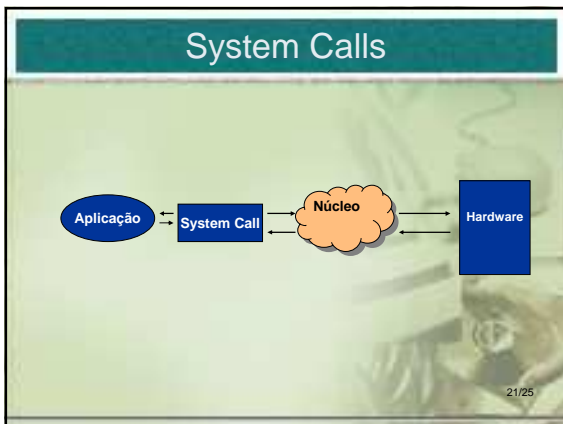 System Calls
Aplicação
System Call
Núcleo
Hardware
21/25